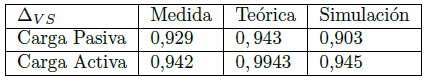 Δ_VS Medida Teórica Simulación
Carga Pasiva 0,929 0, 943 0,903
Carga Activa 0,942 0, 9943 0,945